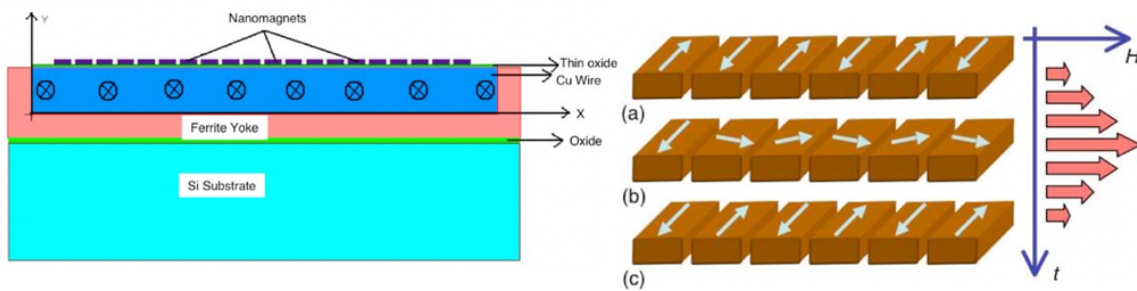 Y
Nanomagnets
Thin oxide
Cu Wire
X
Ferrite Yoke
Oxide
Si Substrate
H
(a)
(b)
(c)
t